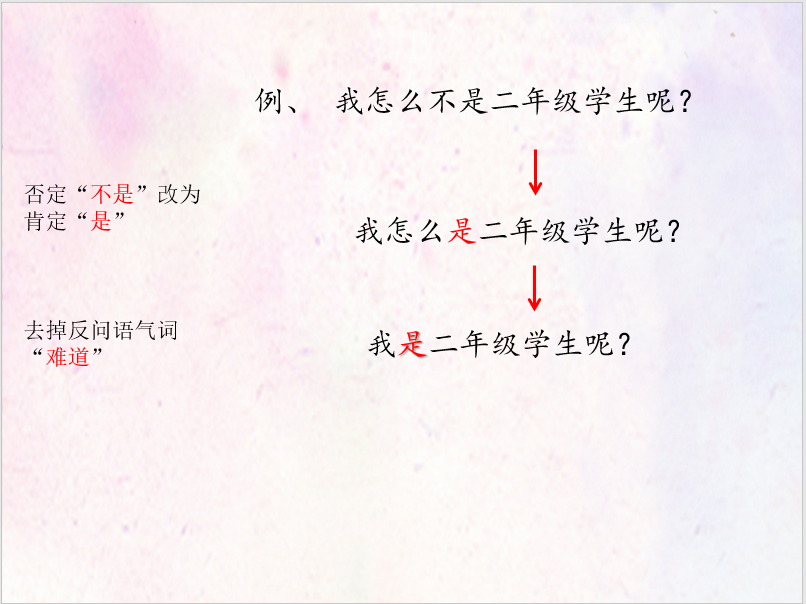 例、 我怎么不是二年级学生呢？
否定“不是”改为
肯定“是”
我怎么是二年级学生呢？
去掉反问语气词
“难道”
我是二年级学生呢？